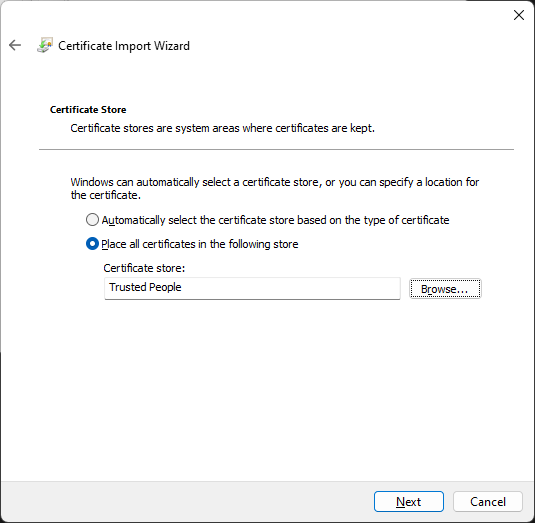 Certificate Import Wizard
Certificate Store
Certificate stores are system areas where certificates are kept.
Windows can automatically select a certificate store, or you can specify a location for
the certificate.
Automatically select the certificate store based on the type of certificate
Place all certificates in the following store
Certificate store:
Trusted People
Browse...
Next
Cancel